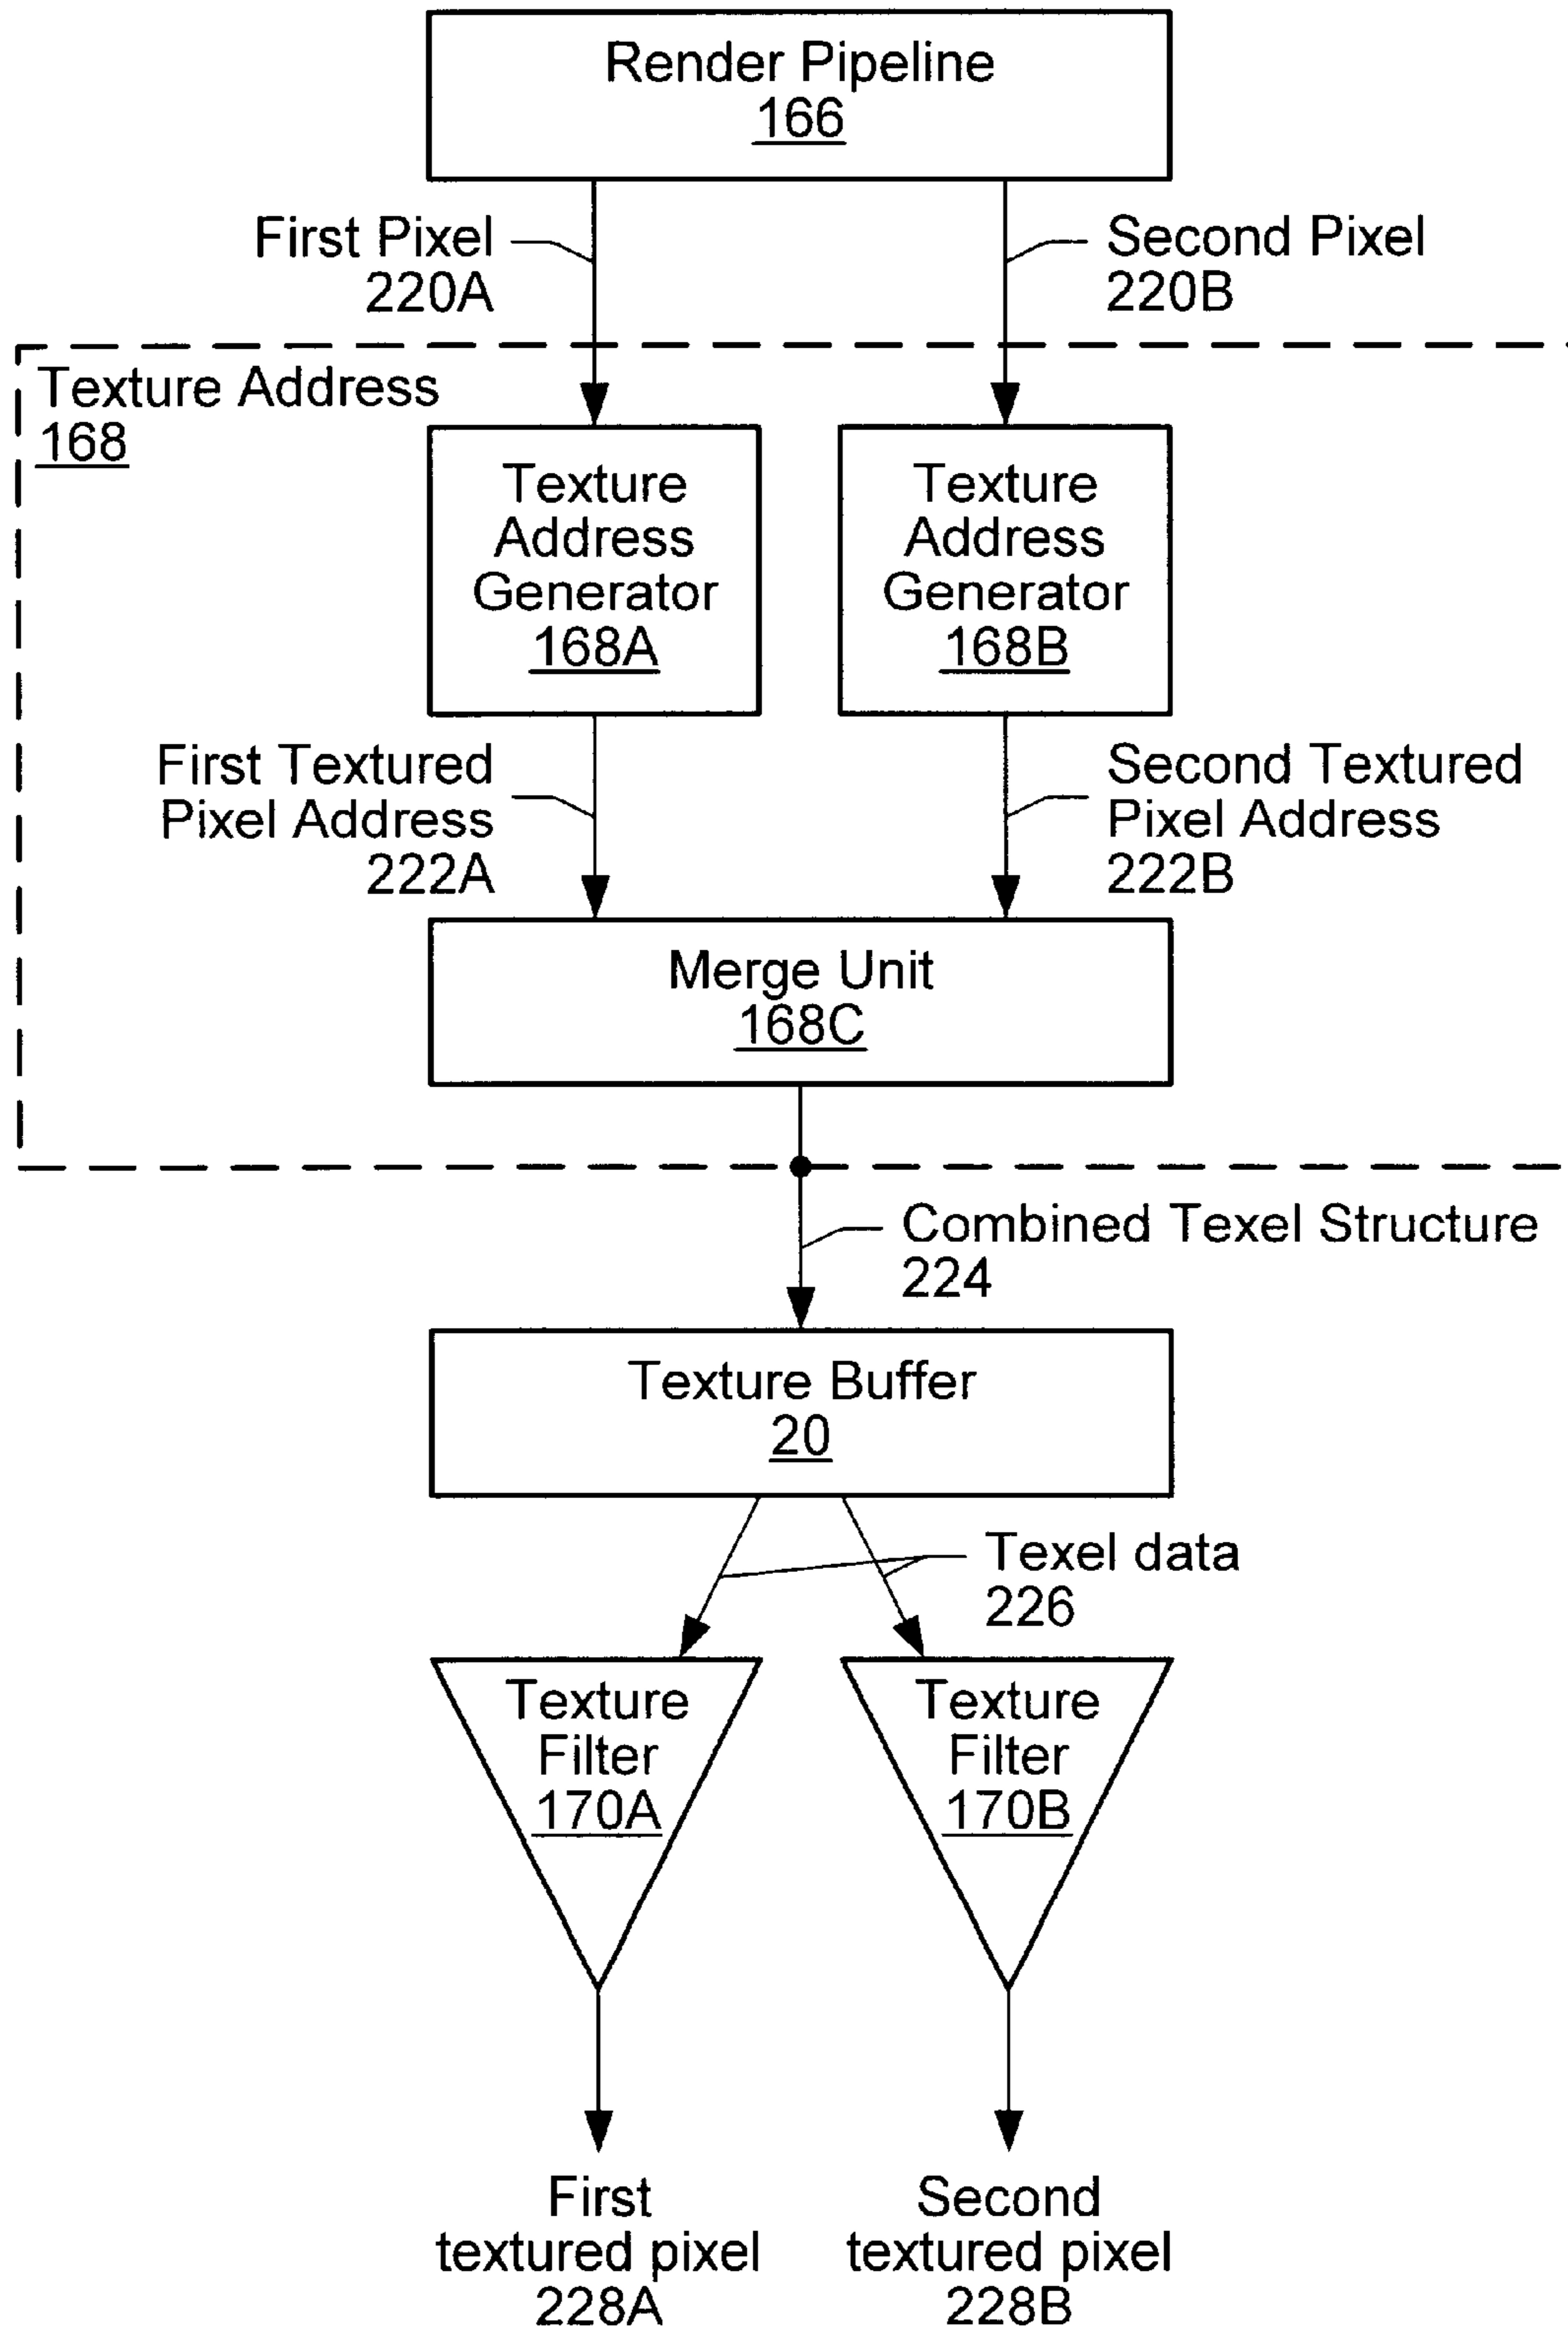 Render Pipeline
166
First Pixel
220A
Second Pixel
220B
Texture Address
168
Texture
Address
Generator
168A
Texture
Address
Generator
168B
First Textured
Pixel Address
222A
Second Textured
Pixel Address
222B
Merge Unit
168C
Combined Texel Structure
224
Texture Buffer
20
Texel data
226
Texture
Filter
170A
Texture
Filter
170B
First
textured pixel
228A
Second
textured pixel
228B